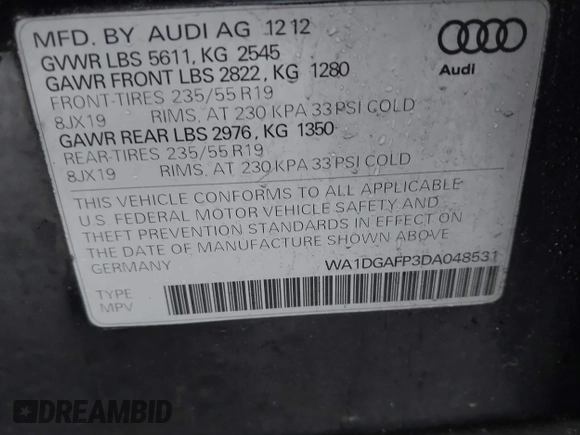 MFD. BY AUDI AG 12 12
GVWR LBS 5611, KG 2545
GAWR FRONT LBS 2822, KG 1280
FRONT-TIRES 235/55 R19
8JX19 RIMS, AT 230 KPA 33 PSI COLD
GAWR REAR LBS 2976, KG 1350
REAR-TIRES 235/55 R19
8JX19 RIMS, AT 230 KPA 33 PSI COLD
Audi
THIS VEHICLE CONFORMS TO ALL APPLICABLE
U.S. FEDERAL MOTOR VEHICLE SAFETY AND
THEFT PREVENTION STANDARDS IN EFFECT ON
THE DATE OF MANUFACTURE SHOWN ABOVE.
WA1DGAFP3DA048531
TYPE
MPV
DREAMBID